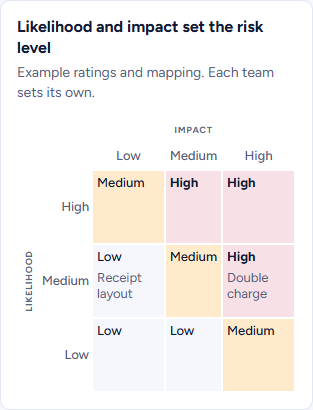 Likelihood and impact set the risk
level
Example ratings and mapping. Each team
sets its own.
IMPACT
Low Medium High
High Medium High High
LIKELIHOOD
Medium Low Medium High
Receipt Double
layout charge
Low Low Low Medium